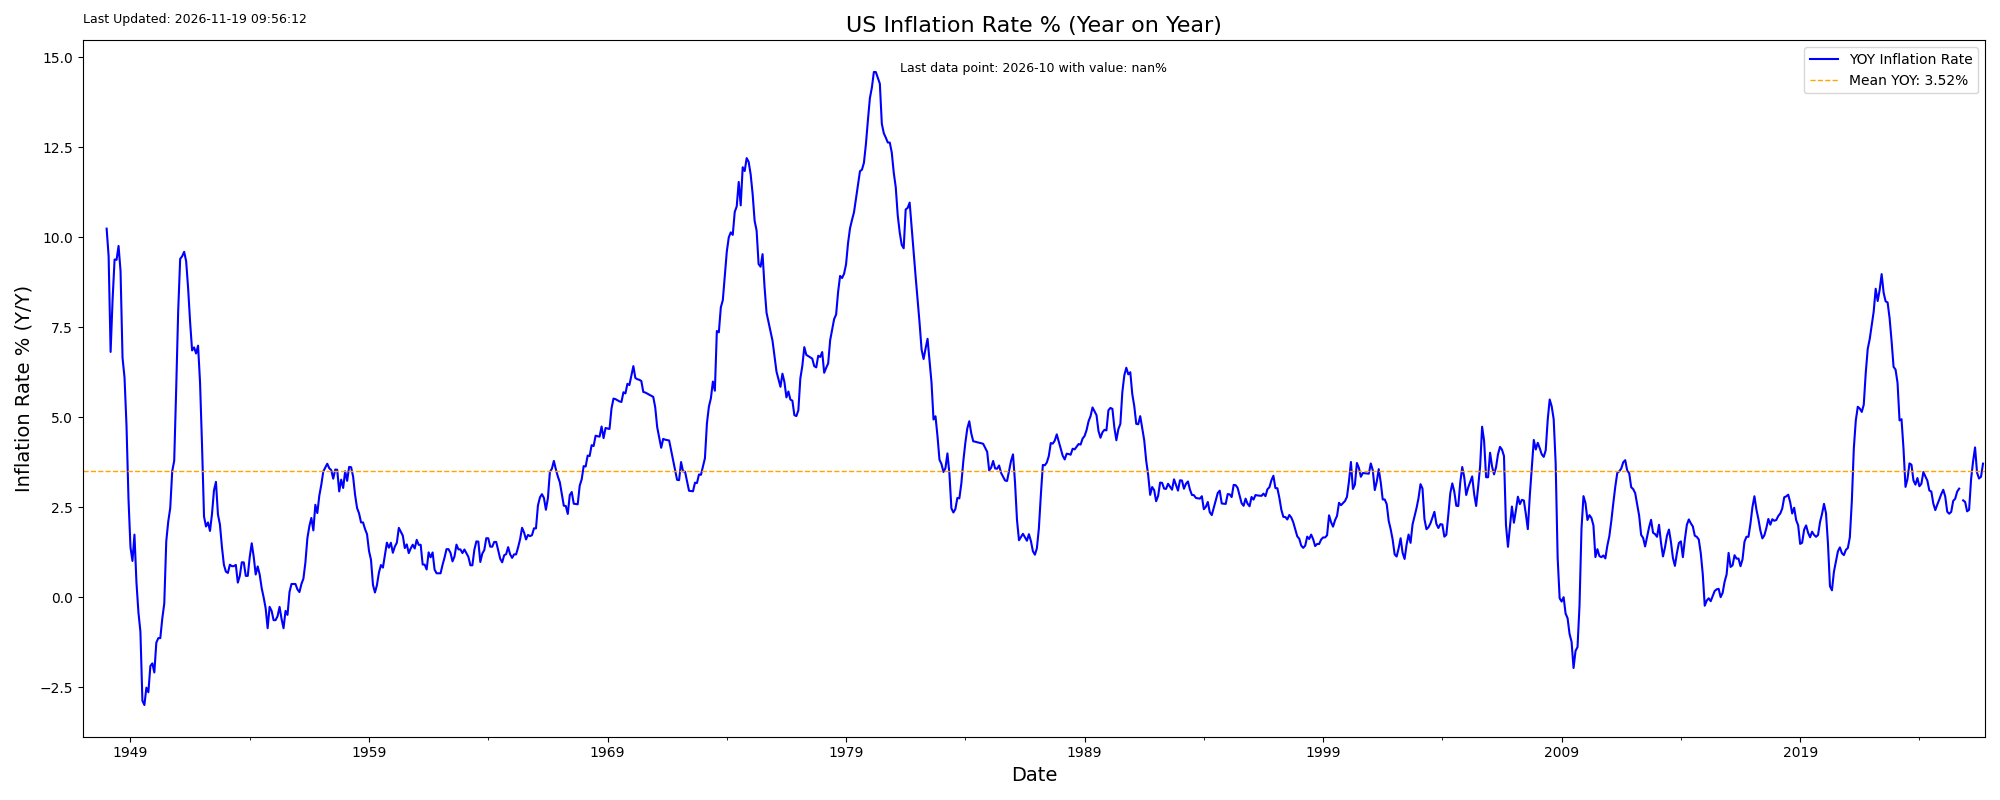 Last Updated: 2026-11-19 09:56:12
US Inflation Rate % (Year on Year)
Last data point: 2026-10 with value: nan%
YOY Inflation Rate
Mean YOY: 3.52%
Inflation Rate % (Y/Y)
15.0
12.5
10.0
7.5
5.0
2.5
0.0
−2.5
1949 1959 1969 1979 1989 1999 2009 2019
Date